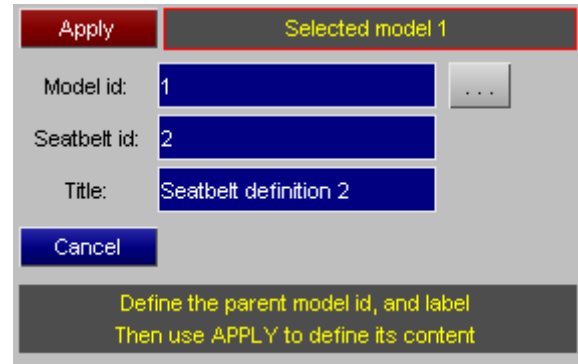 Apply Selected model 1
Model id: 1 ...
Seatbelt id: 2
Title: Seatbelt definition 2
Cancel
Define the parent model id, and label
Then use APPLY to define its content